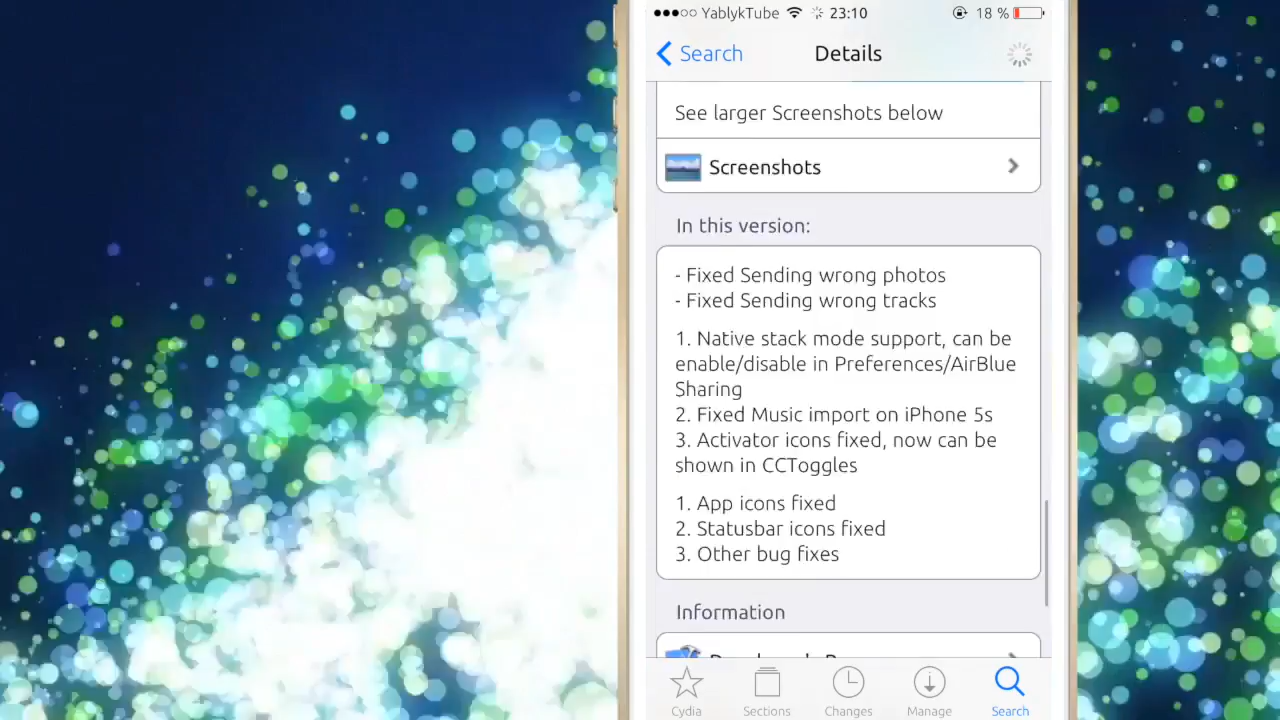 YablykTube 23:10 18 %
Search Details
See larger Screenshots below
Screenshots
In this version:
- Fixed Sending wrong photos
- Fixed Sending wrong tracks
1. Native stack mode support, can be
enable/disable in Preferences/AirBlue
Sharing
2. Fixed Music import on iPhone 5s
3. Activator icons fixed, now can be
shown in CCToggles
1. App icons fixed
2. Statusbar icons fixed
3. Other bug fixes
Information
Cydia Sections Changes Manage Search